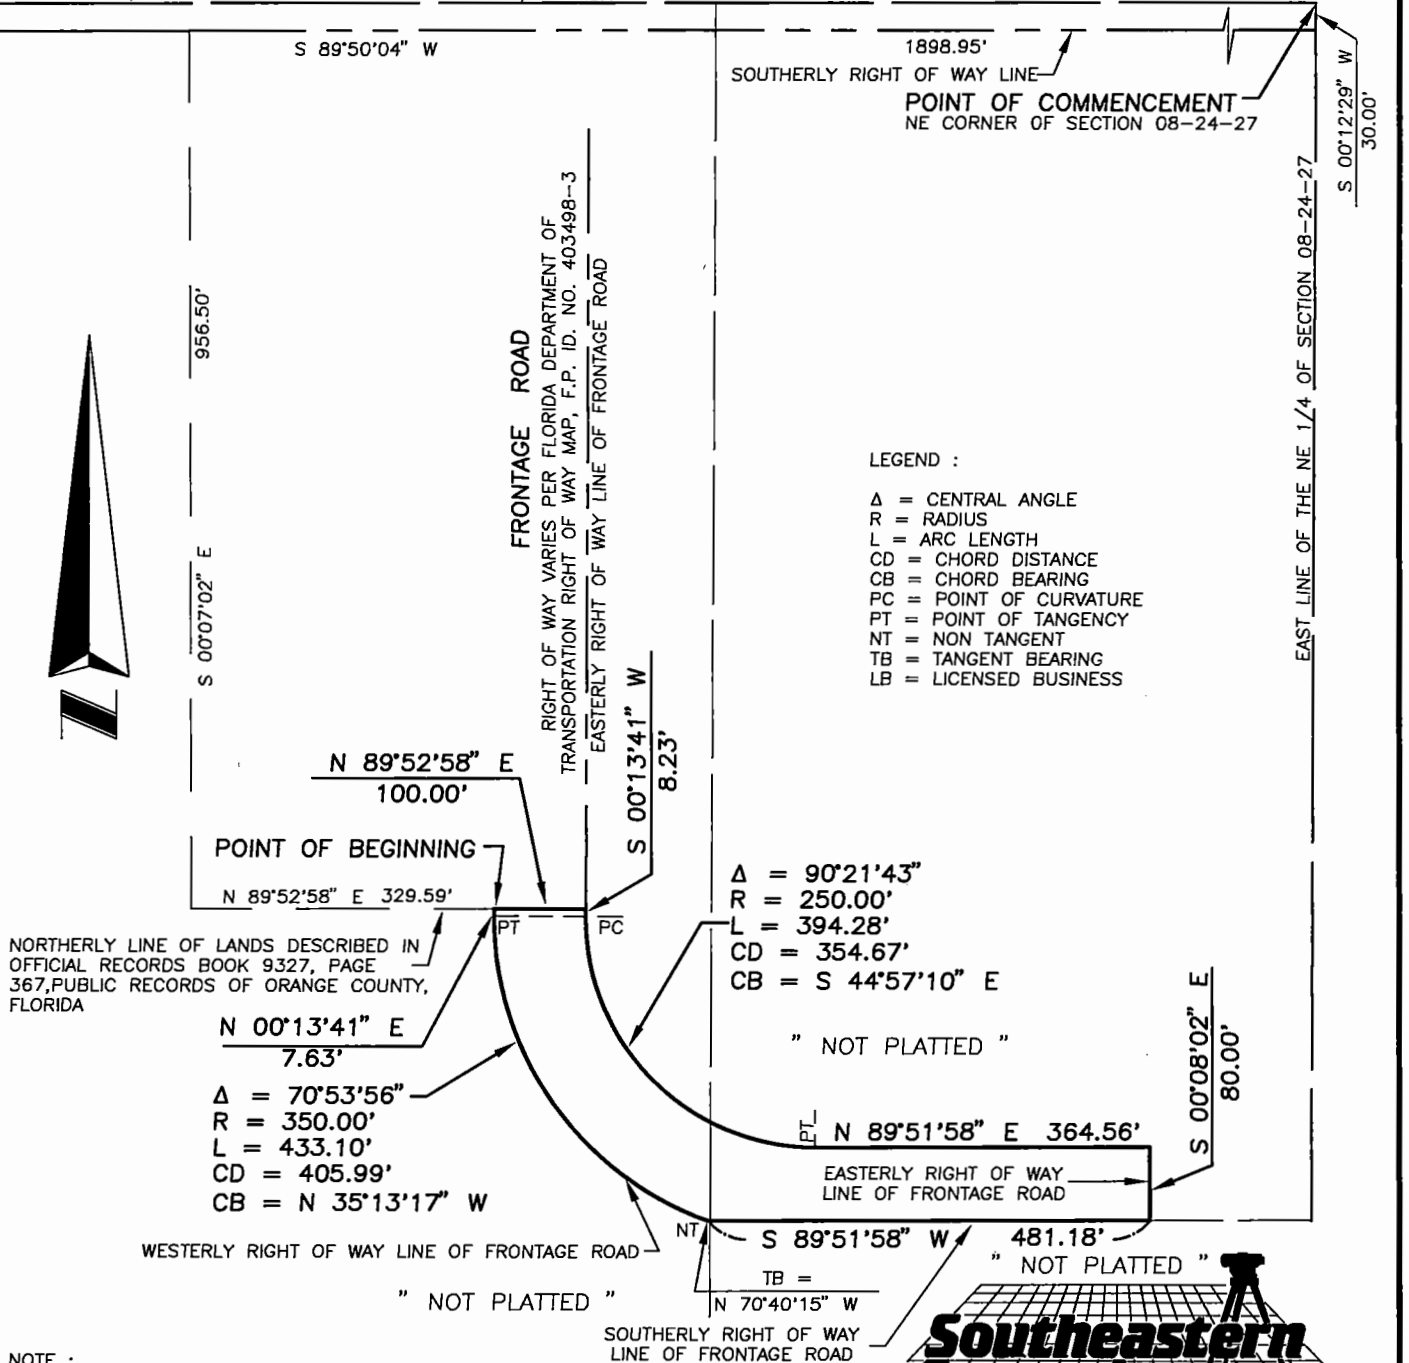 S 89°50'04" W
1898.95'
SOUTHERLY RIGHT OF WAY LINE
POINT OF COMMENCEMENT
NE CORNER OF SECTION 08-24-27
S 00°12'29" W
30.00'
EAST LINE OF THE NE 1/4 OF SECTION 08-24-27
956.50'
S 00°07'02" E
FRONTAGE ROAD
RIGHT OF WAY VARIES PER FLORIDA DEPARTMENT OF
TRANSPORTATION RIGHT OF WAY MAP, F.P. ID. NO. 403498-3
EASTERLY RIGHT OF WAY LINE OF FRONTAGE ROAD
LEGEND :
Δ = CENTRAL ANGLE
R = RADIUS
L = ARC LENGTH
CD = CHORD DISTANCE
CB = CHORD BEARING
PC = POINT OF CURVATURE
PT = POINT OF TANGENCY
NT = NON TANGENT
TB = TANGENT BEARING
LB = LICENSED BUSINESS
N
N 89°52'58" E
100.00'
S 00°13'41" W
8.23'
POINT OF BEGINNING
N 89°52'58" E 329.59'
PT
PC
NORTHERLY LINE OF LANDS DESCRIBED IN
OFFICIAL RECORDS BOOK 9327, PAGE
367,PUBLIC RECORDS OF ORANGE COUNTY,
FLORIDA
Δ = 90°21'43"
R = 250.00'
L = 394.28'
CD = 354.67'
CB = S 44°57'10" E
N 00°13'41" E
7.63'
" NOT PLATTED "
S 00°08'02" E
80.00'
Δ = 70°53'56"
R = 350.00'
L = 433.10'
CD = 405.99'
CB = N 35°13'17" W
PT
N 89°51'58" E 364.56'
EASTERLY RIGHT OF WAY
LINE OF FRONTAGE ROAD
WESTERLY RIGHT OF WAY LINE OF FRONTAGE ROAD
NT
S 89°51'58" W 481.18'
" NOT PLATTED "
TB =
N 70°40'15" W
" NOT PLATTED "
SOUTHERLY RIGHT OF WAY
LINE OF FRONTAGE ROAD
Southeastern
NOTE :